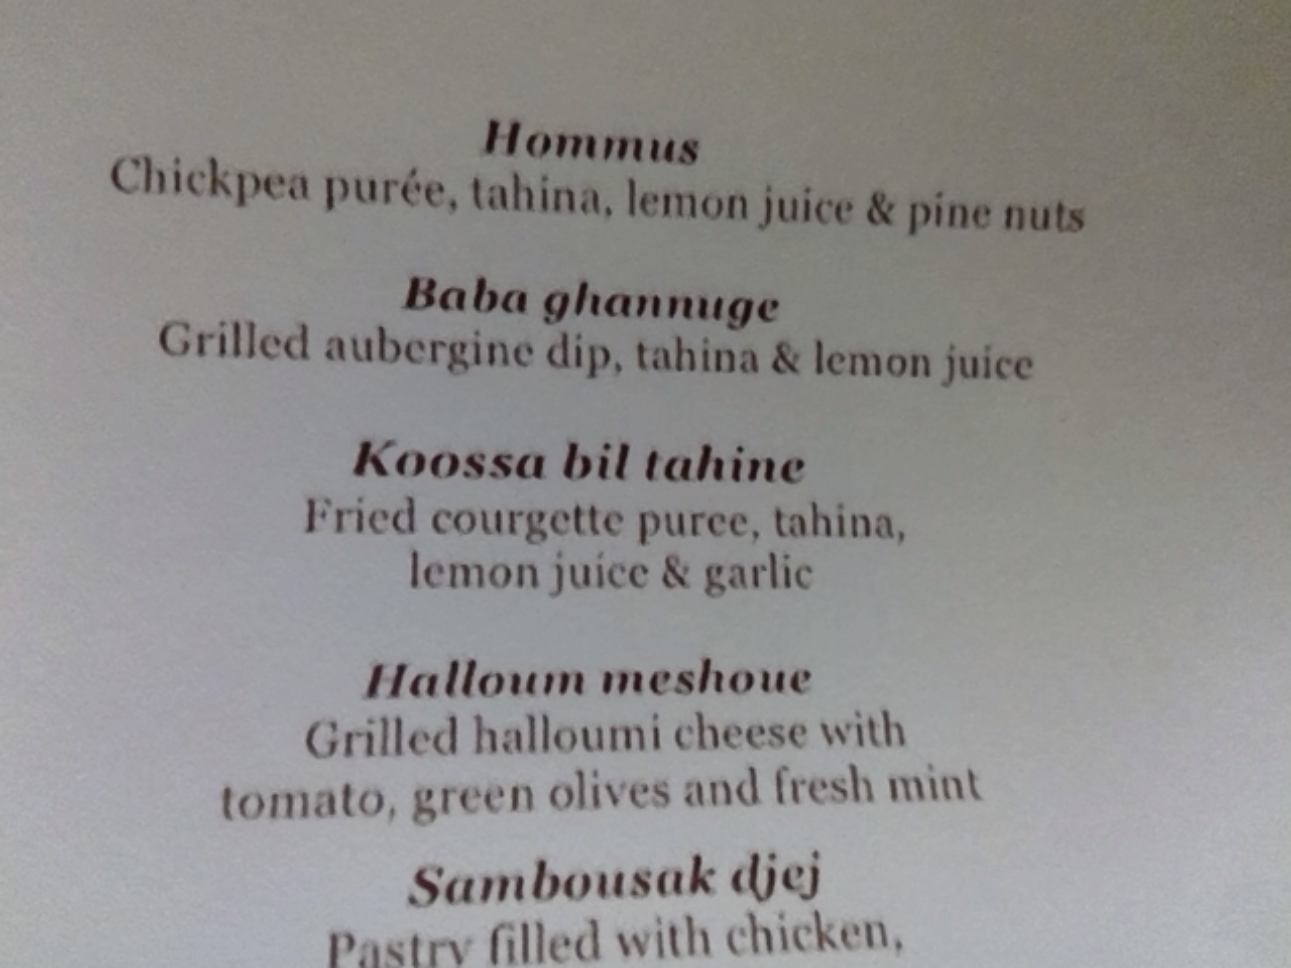 Hommus
Chickpea purée, tahina, lemon juice & pine nuts
Baba ghannuge
Grilled aubergine dip, tahina & lemon juice
Koossa bil tahine
Fried courgette puree, tahina,
lemon juice & garlic
Halloum meshoue
Grilled halloumi cheese with
tomato, green olives and fresh mint
Sambousak djej
Pastry filled with chicken,